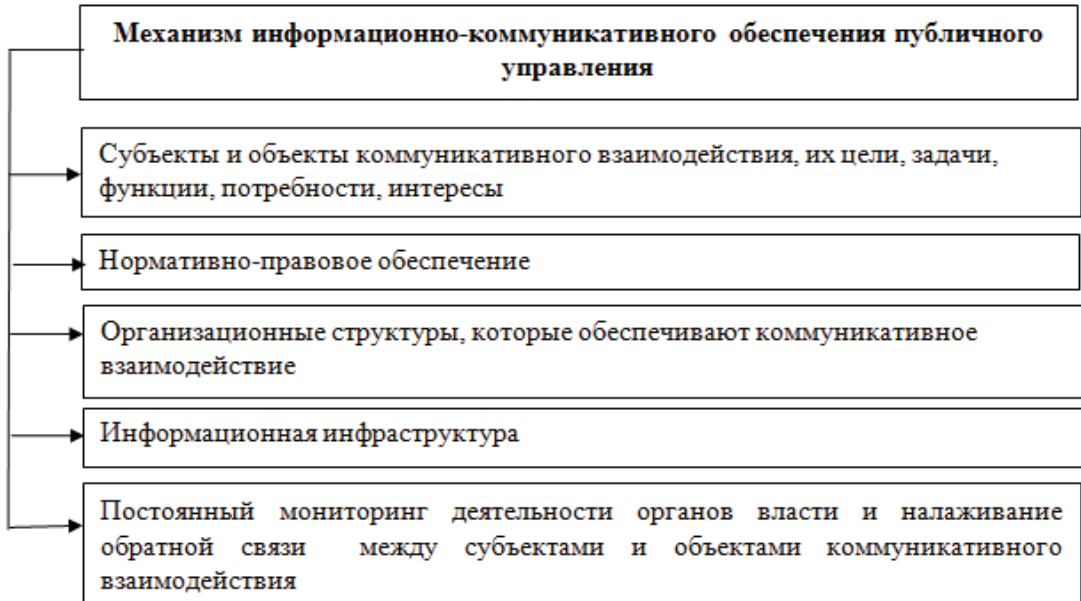 Механизм информационно-коммуникативного обеспечения публичного
управления
Субъекты и объекты коммуникативного взаимодействия, их цели, задачи,
функции, потребности, интересы
Нормативно-правовое обеспечение
Организационные структуры, которые обеспечивают коммуникативное
взаимодействие
Информационная инфраструктура
Постоянный мониторинг деятельности органов власти и налаживание
обратной связи между субъектами и объектами коммуникативного
взаимодействия